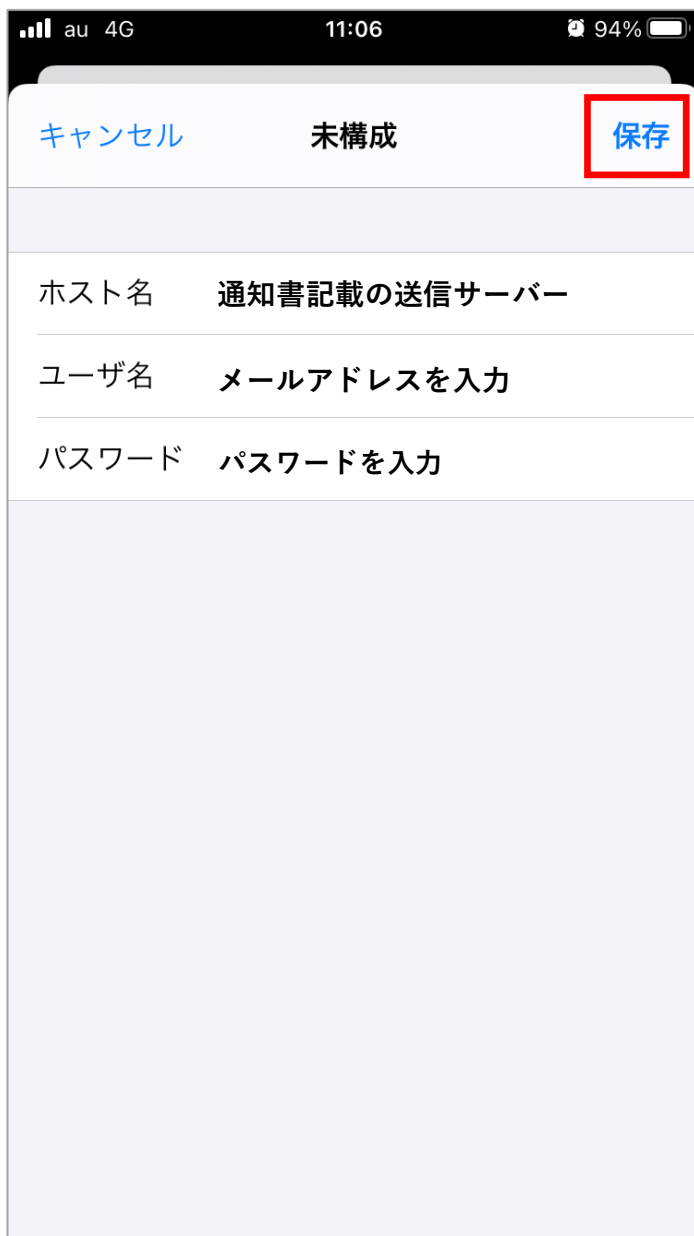 au 4G 11:06 94%
キャンセル 未構成 保存
ホスト名 通知書記載の送信サーバー
ユーザ名 メールアドレスを入力
パスワード パスワードを入力